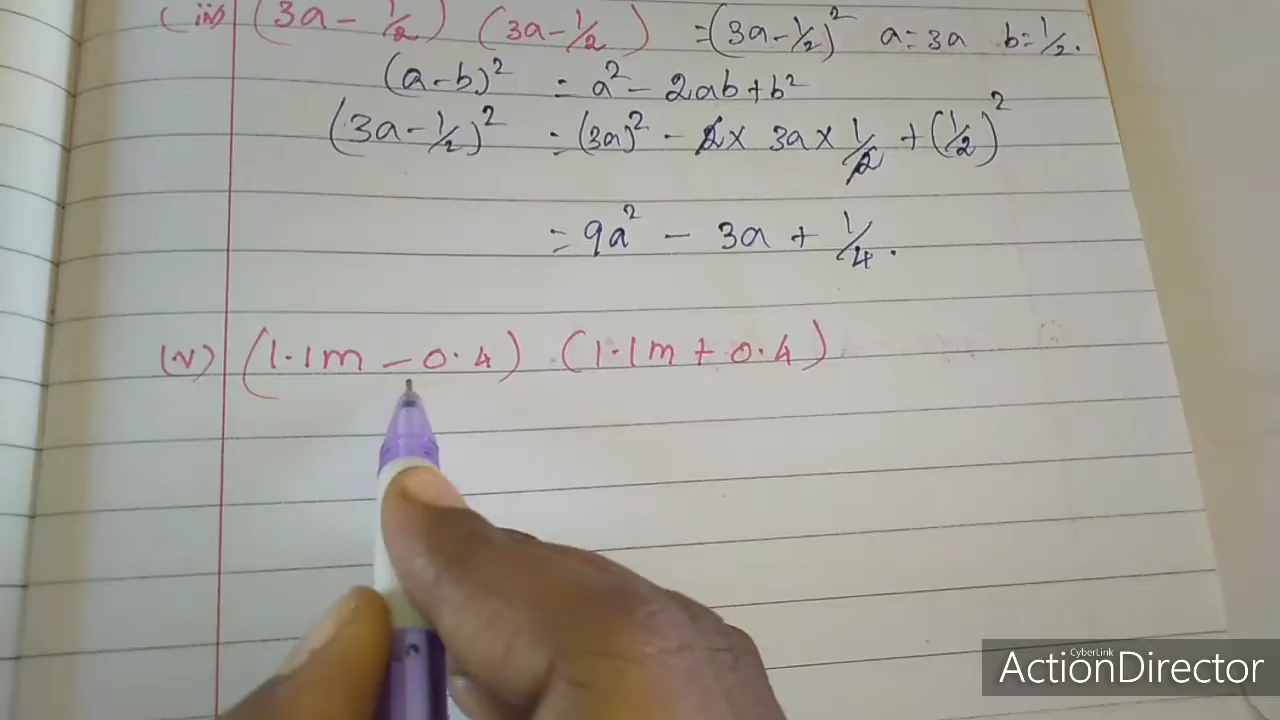 (iv) (3a - 1/2) (3a - 1/2) = (3a - 1/2)² a = 3a b = 1/2.
(a - b)² = a² - 2ab + b²
(3a - 1/2)² = (3a)² - 2 × 3a × 1/2 + (1/2)²
= 9a² - 3a + 1/4.
(v) (1.1m - 0.4) (1.1m + 0.4)
CyberLink
ActionDirector